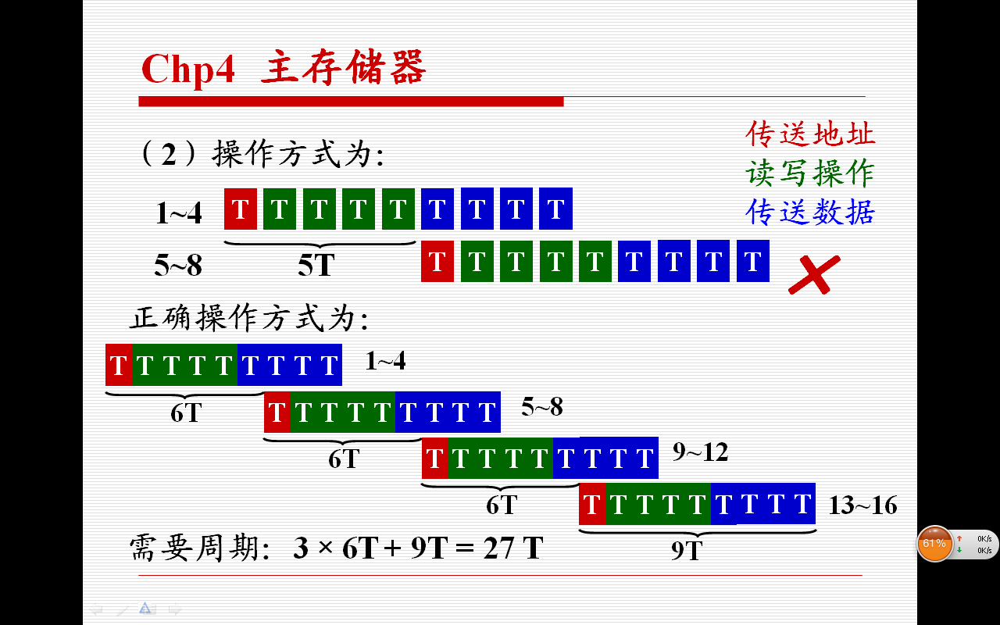 Chp4 主存储器
（2）操作方式为:
传送地址
读写操作
传送数据
1~4 T T T T T T T T T
5T
5~8 T T T T T T T T T
正确操作方式为:
T T T T T T T T T 1~4
6T
T T T T T T T T T 5~8
6T
T T T T T T T T T 9~12
6T
T T T T T T T T T 13~16
9T
需要周期: 3 × 6T + 9T = 27 T
61%
0K/s
0K/s